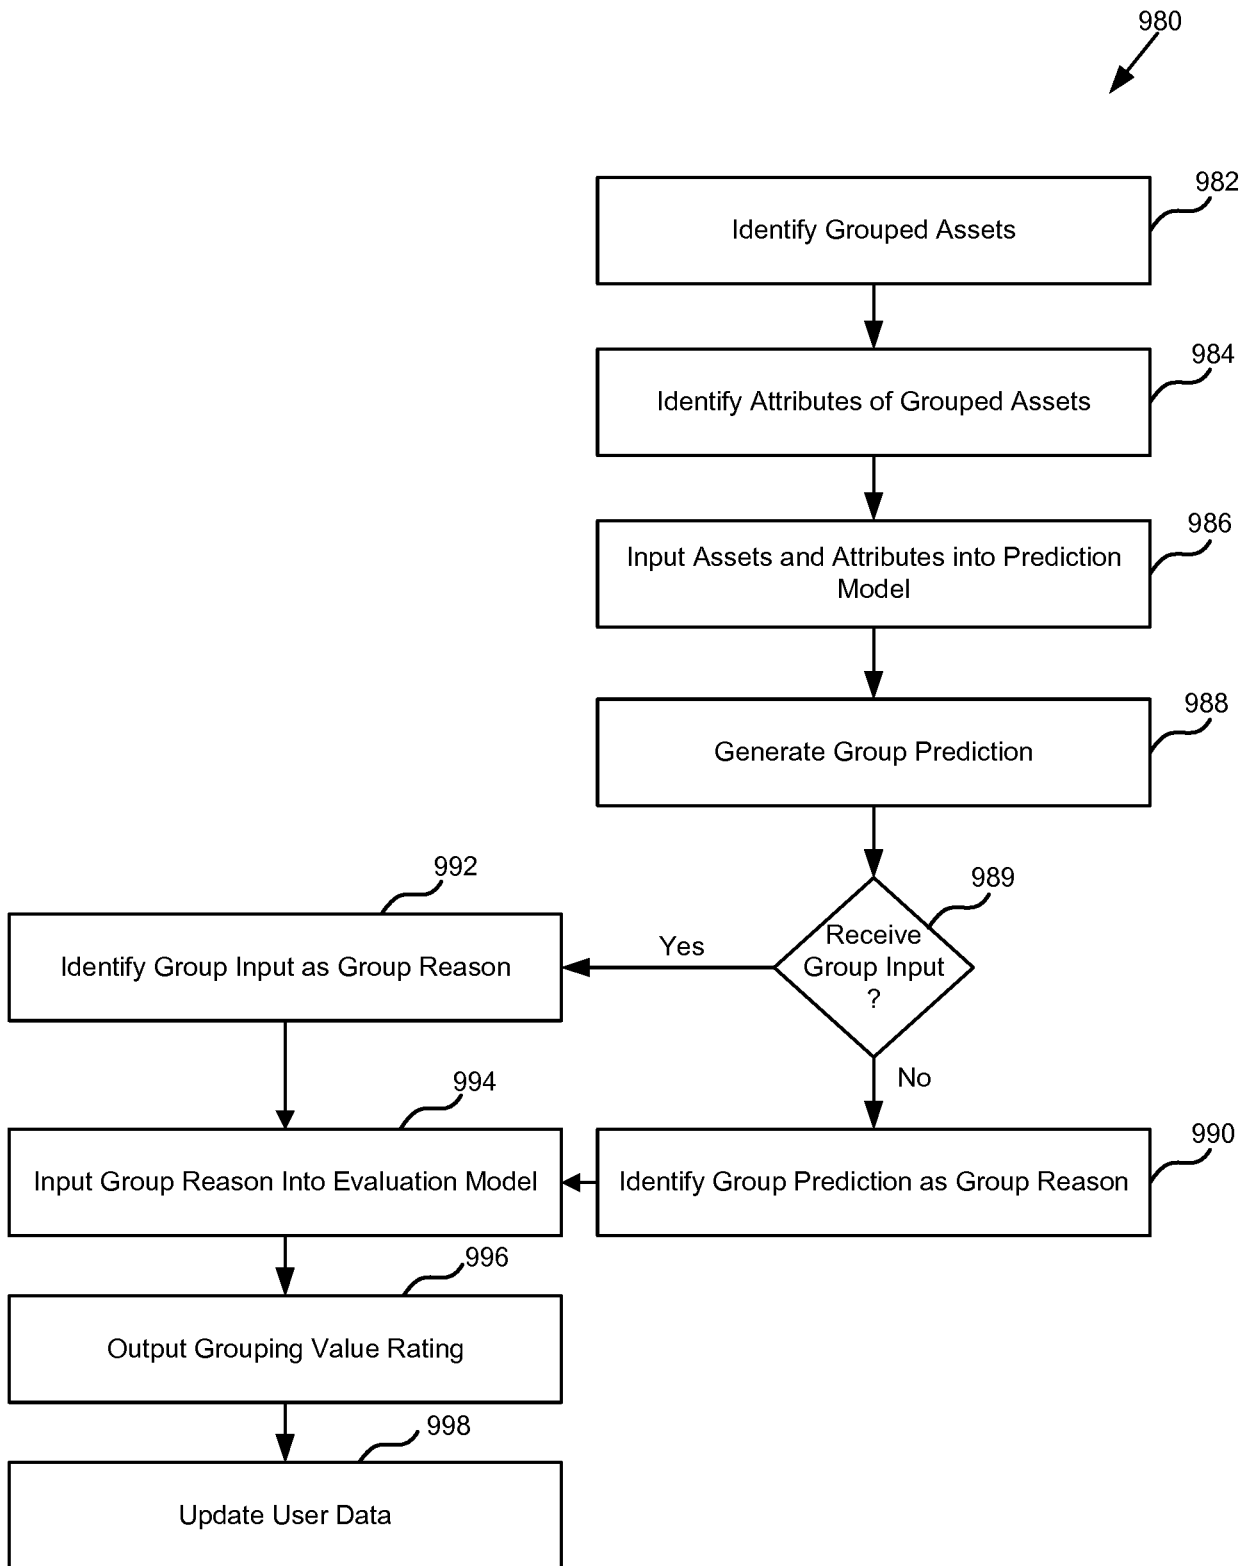 980
982
Identify Grouped Assets
984
Identify Attributes of Grouped Assets
986
Input Assets and Attributes into Prediction
Model
988
Generate Group Prediction
989
Receive
Group Input
?
Yes
No
992
Identify Group Input as Group Reason
990
Identify Group Prediction as Group Reason
994
Input Group Reason Into Evaluation Model
996
Output Grouping Value Rating
998
Update User Data